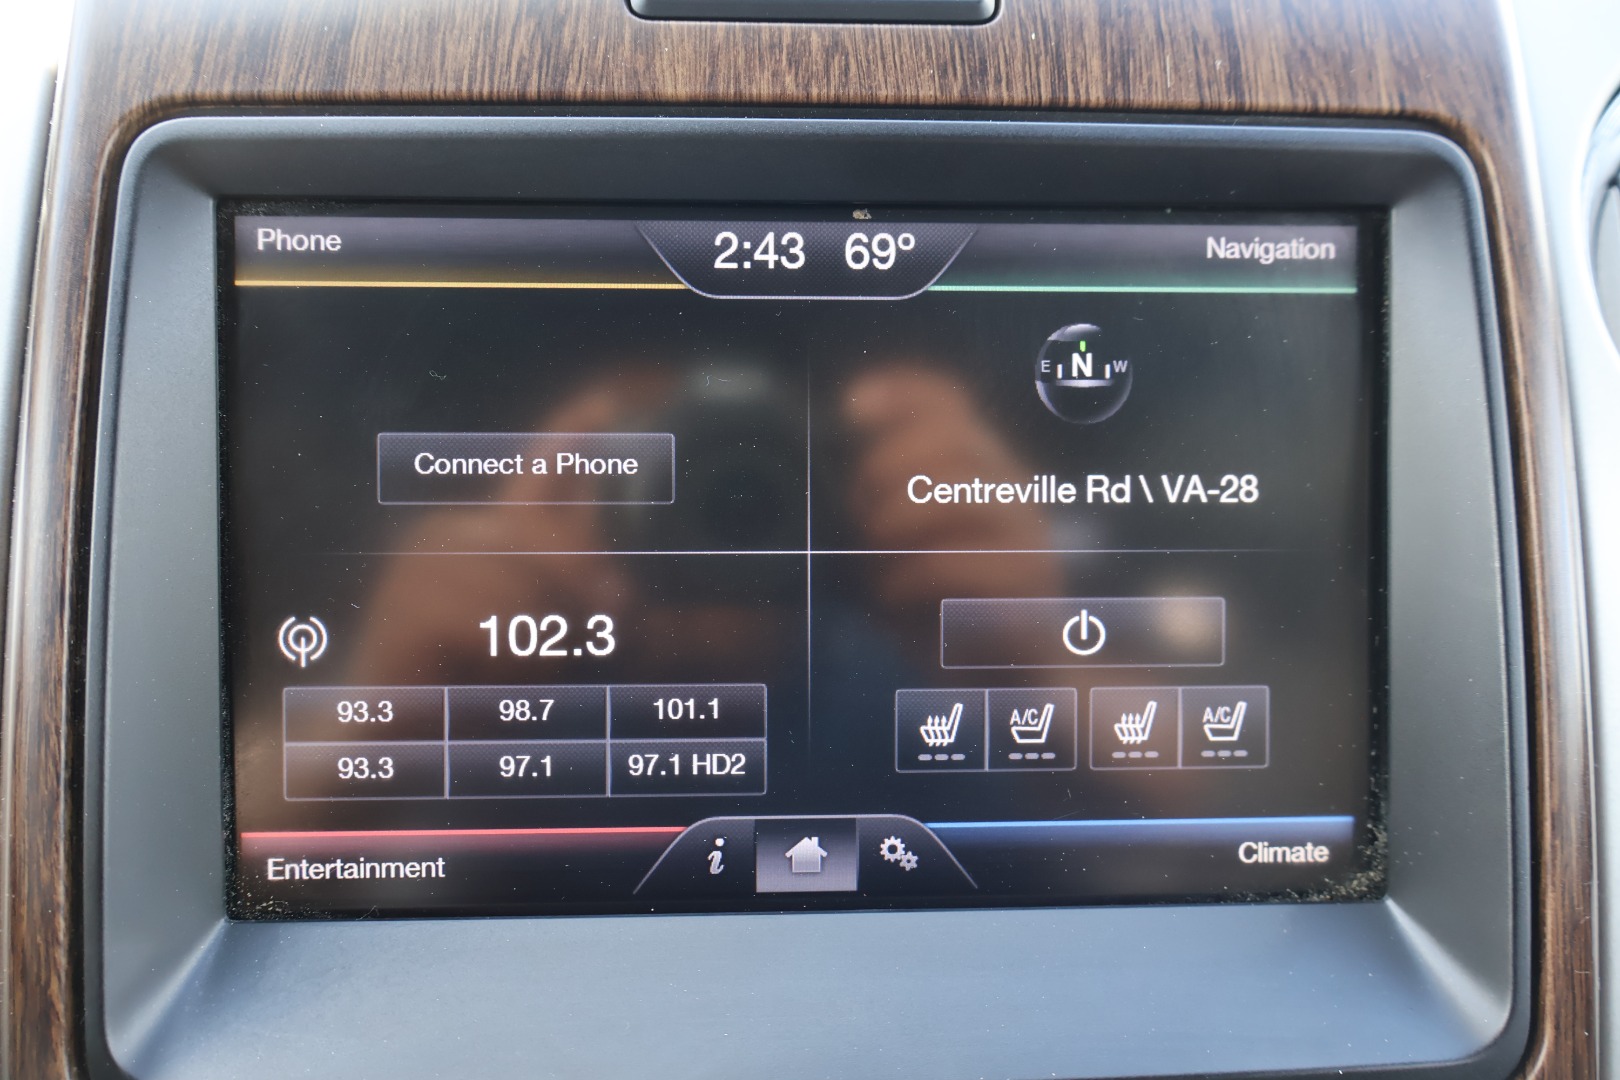 Phone
2:43 69º
Navigation
E N W
Connect a Phone
Centreville Rd \ VA-28
102.3
93.3 98.7 101.1
93.3 97.1 97.1 HD2
A/C A/C
Entertainment
i
Climate